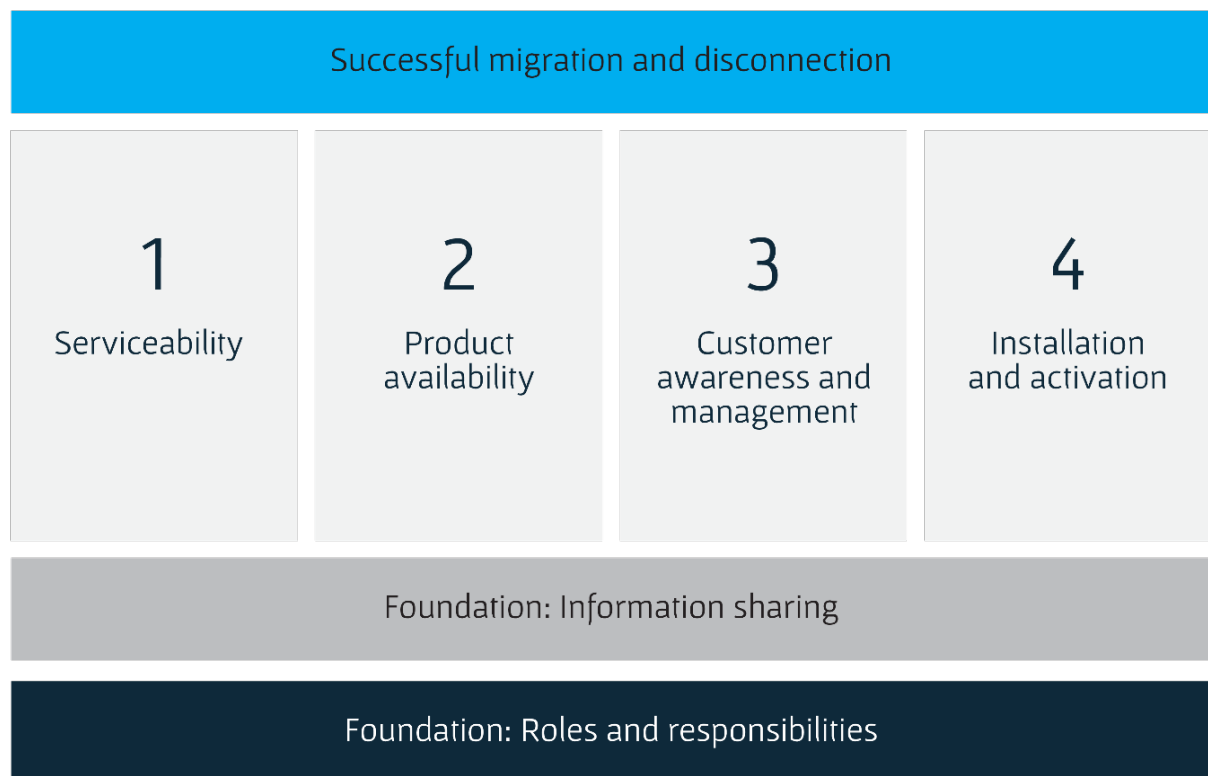 Successful migration and disconnection
1
Serviceability
2
Product
availability
3
Customer
awareness and
management
4
Installation
and activation
Foundation: Information sharing
Foundation: Roles and responsibilities